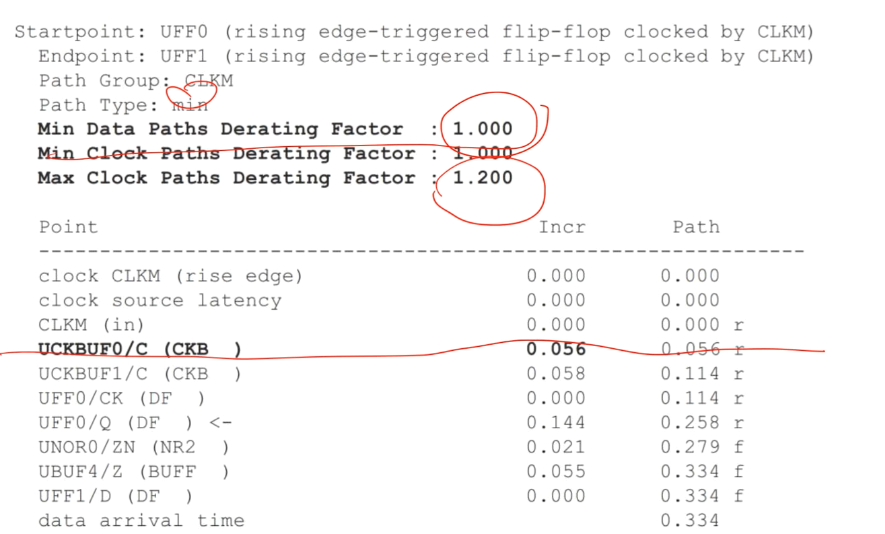 Startpoint: UFF0 (rising edge-triggered flip-flop clocked by CLKM)
Endpoint: UFF1 (rising edge-triggered flip-flop clocked by CLKM)
Path Group: CLKM
Path Type: min
Min Data Paths Derating Factor : 1.000
Min Clock Paths Derating Factor : 1.000
Max Clock Paths Derating Factor : 1.200
Point Incr Path
---------------------------------------------------------------
clock CLKM (rise edge) 0.000 0.000
clock source latency 0.000 0.000
CLKM (in) 0.000 0.000 r
UCKBUF0/C (CKB ) 0.056 0.056 r
UCKBUF1/C (CKB ) 0.058 0.114 r
UFF0/CK (DF ) 0.000 0.114 r
UFF0/Q (DF ) <- 0.144 0.258 r
UNOR0/ZN (NR2 ) 0.021 0.279 f
UBUF4/Z (BUFF ) 0.055 0.334 f
UFF1/D (DF ) 0.000 0.334 f
data arrival time 0.334